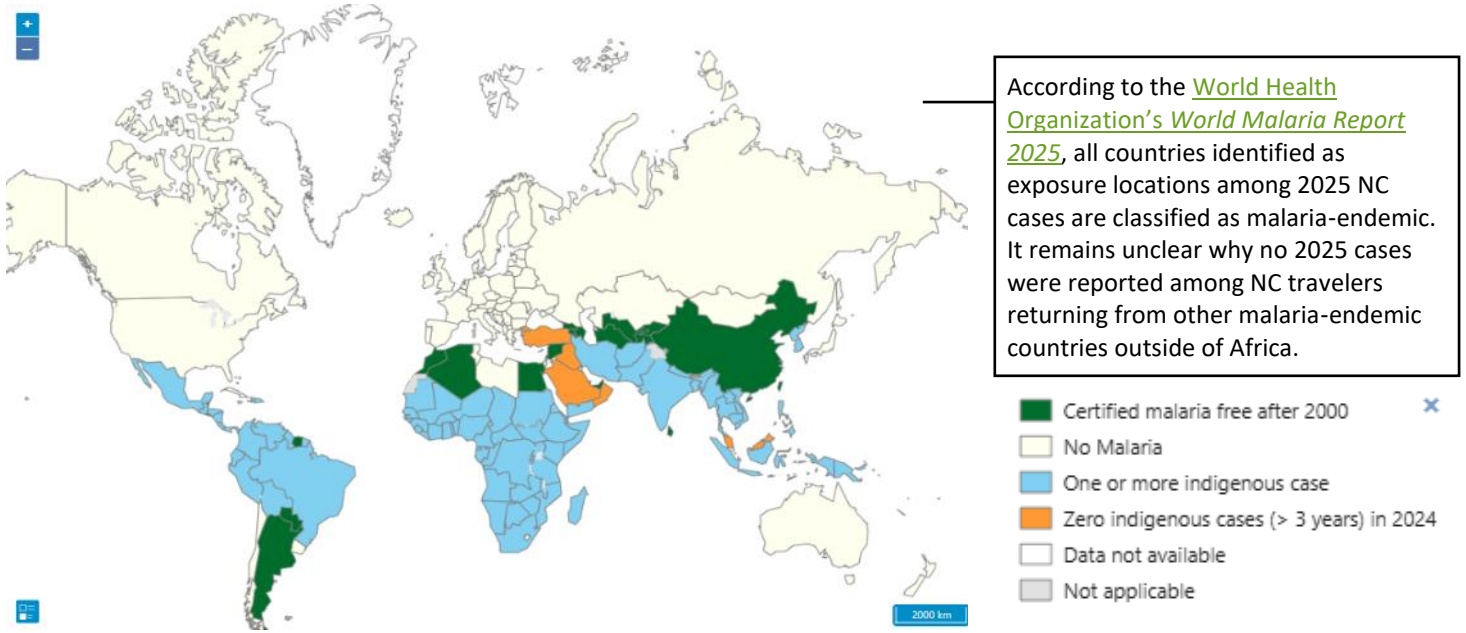 +
−
According to the World Health
Organization’s World Malaria Report
2025, all countries identified as
exposure locations among 2025 NC
cases are classified as malaria-endemic.
It remains unclear why no 2025 cases
were reported among NC travelers
returning from other malaria-endemic
countries outside of Africa.
Certified malaria free after 2000
No Malaria
One or more indigenous case
Zero indigenous cases (> 3 years) in 2024
Data not available
Not applicable
2000 km